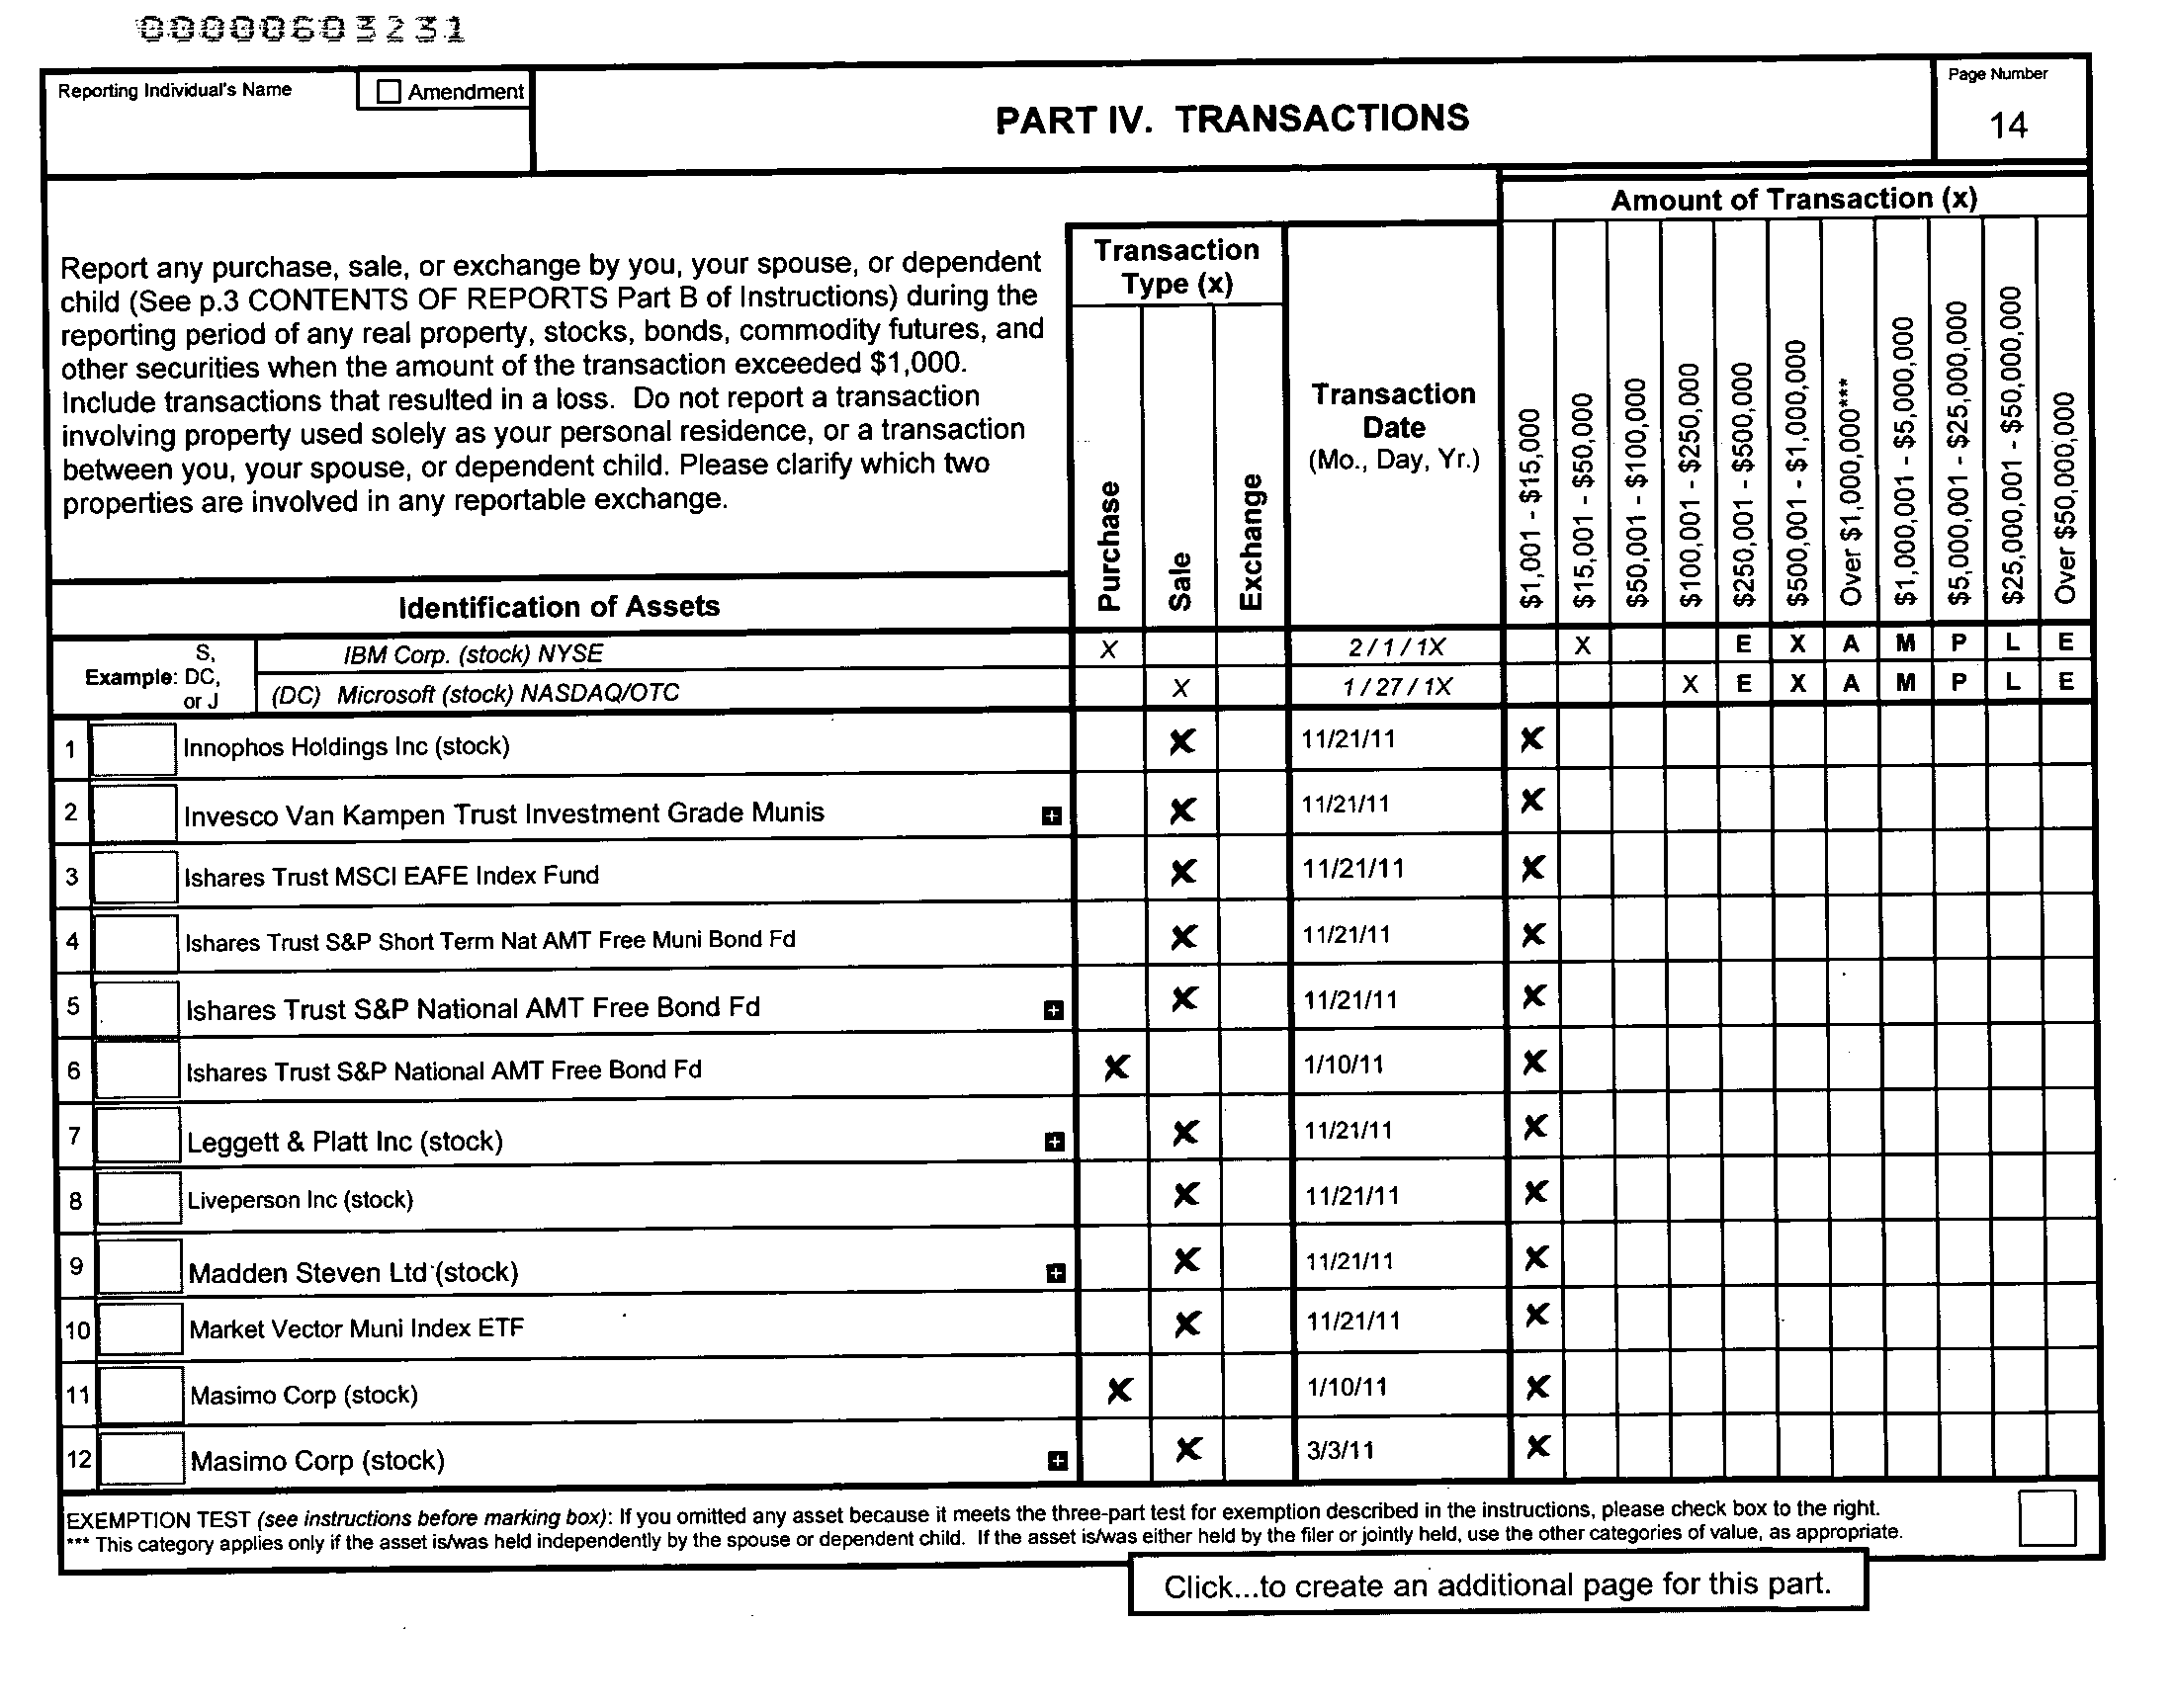 00000603231
Reporting Individual's Name
Amendment
PART IV. TRANSACTIONS
Page Number
14
Report any purchase, sale, or exchange by you, your spouse, or dependent
child (See p.3 CONTENTS OF REPORTS Part B of Instructions) during the
reporting period of any real property, stocks, bonds, commodity futures, and
other securities when the amount of the transaction exceeded $1,000.
Include transactions that resulted in a loss. Do not report a transaction
involving property used solely as your personal residence, or a transaction
between you, your spouse, or dependent child. Please clarify which two
properties are involved in any reportable exchange.
Identification of Assets
Transaction
Type (x)
Purchase
Sale
Exchange
Transaction
Date
(Mo., Day, Yr.)
Amount of Transaction (x)
$1,001 - $15,000
$15,001 - $50,000
$50,001 - $100,000
$100,001 - $250,000
$250,001 - $500,000
$500,001 - $1,000,000
Over $1,000,000***
$1,000,001 - $5,000,000
$5,000,001 - $25,000,000
$25,000,001 - $50,000,000
Over $50,000,000
Example:
S,
DC,
or J
IBM Corp. (stock) NYSE X 2/1/1X X E X A M P L E
(DC) Microsoft (stock) NASDAQ/OTC X 1/27/1X X E X A M P L E
1 Innophos Holdings Inc (stock) X 11/21/11 X
2 Invesco Van Kampen Trust Investment Grade Munis + X 11/21/11 X
3 Ishares Trust MSCI EAFE Index Fund X 11/21/11 X
4 Ishares Trust S&P Short Term Nat AMT Free Muni Bond Fd X 11/21/11 X
5 Ishares Trust S&P National AMT Free Bond Fd + X 11/21/11 X
6 Ishares Trust S&P National AMT Free Bond Fd X 1/10/11 X
7 Leggett & Platt Inc (stock) + X 11/21/11 X
8 Liveperson Inc (stock) X 11/21/11 X
9 Madden Steven Ltd (stock) + X 11/21/11 X
10 Market Vector Muni Index ETF X 11/21/11 X
11 Masimo Corp (stock) X 1/10/11 X
12 Masimo Corp (stock) + X 3/3/11 X
EXEMPTION TEST (see instructions before marking box): If you omitted any asset because it meets the three-part test for exemption described in the instructions, please check box to the right.
*** This category applies only if the asset is/was held independently by the spouse or dependent child. If the asset is/was either held by the filer or jointly held, use the other categories of value, as appropriate.
Click...to create an additional page for this part.